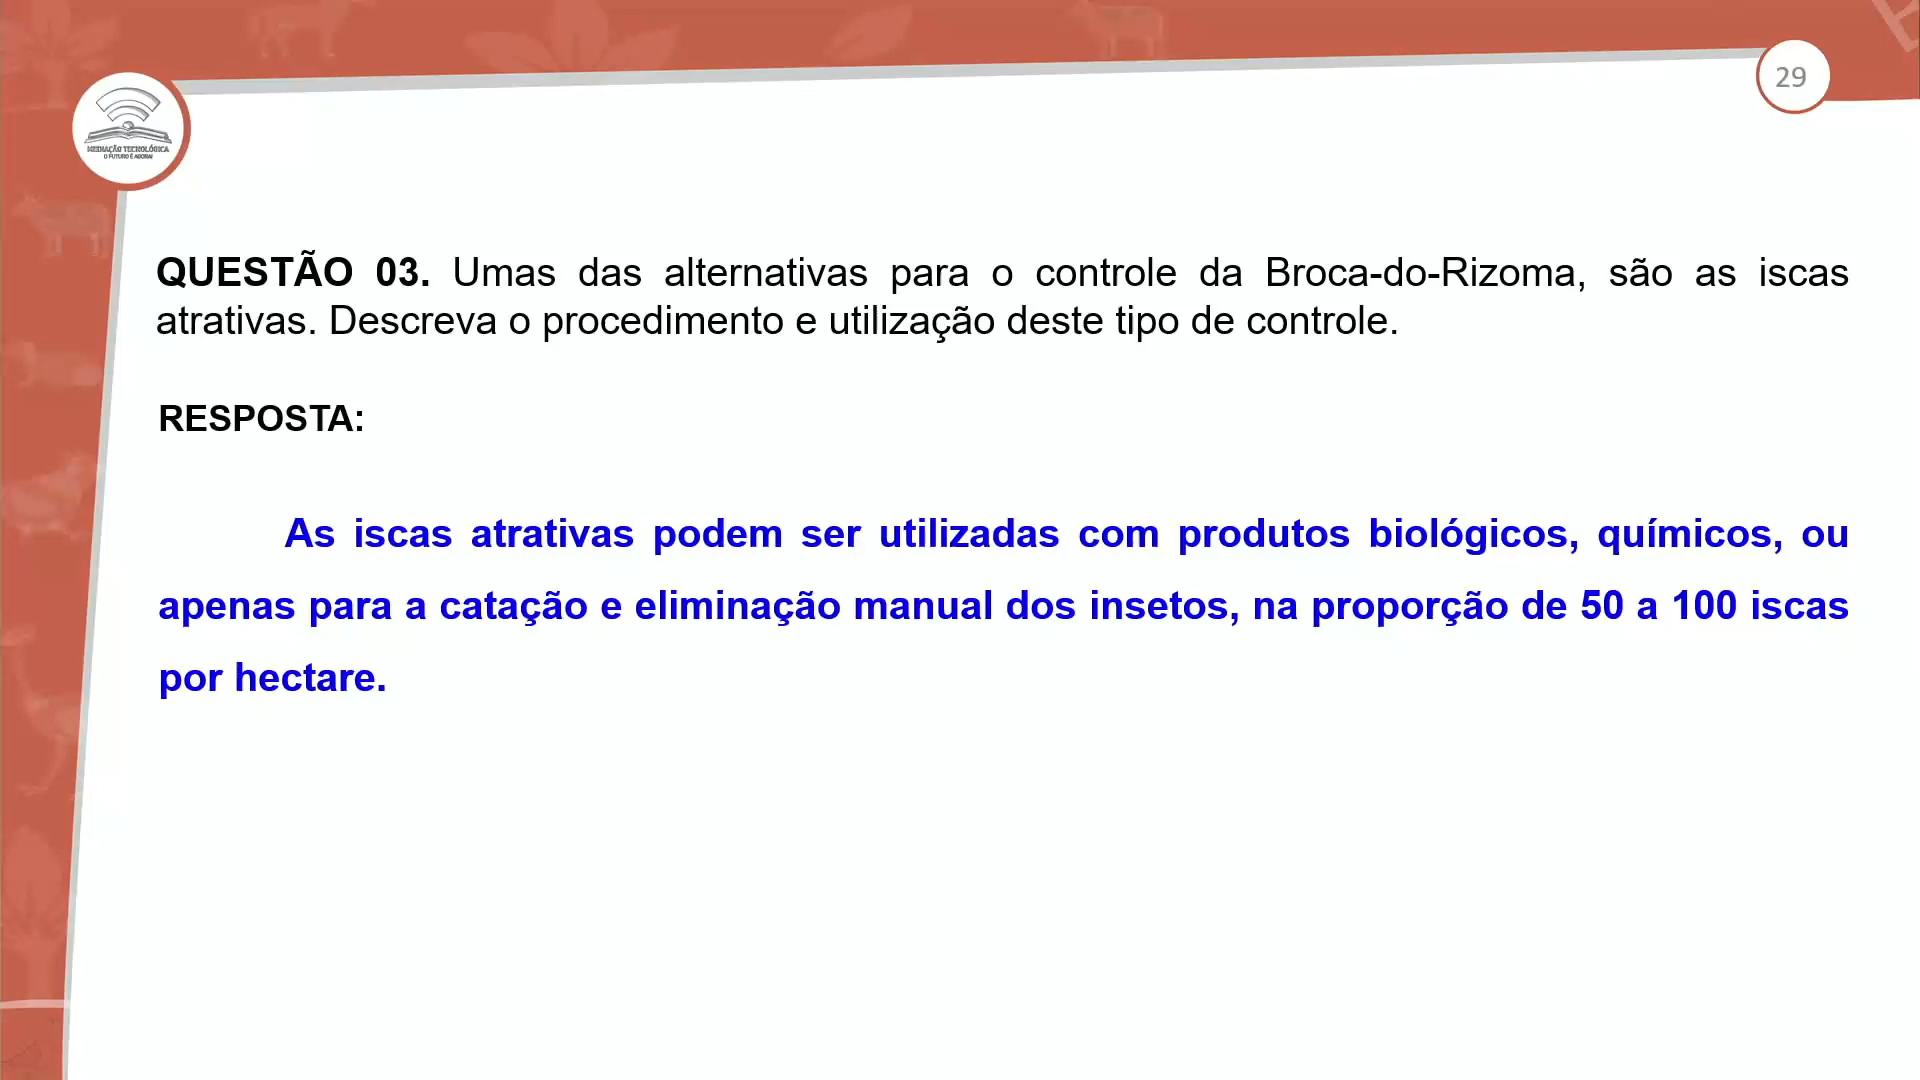 29
MEDIAÇÃO TECNOLÓGICA
O FUTURO É AGORA!
QUESTÃO 03. Umas das alternativas para o controle da Broca-do-Rizoma, são as iscas
atrativas. Descreva o procedimento e utilização deste tipo de controle.
RESPOSTA:
As iscas atrativas podem ser utilizadas com produtos biológicos, químicos, ou
apenas para a catação e eliminação manual dos insetos, na proporção de 50 a 100 iscas
por hectare.